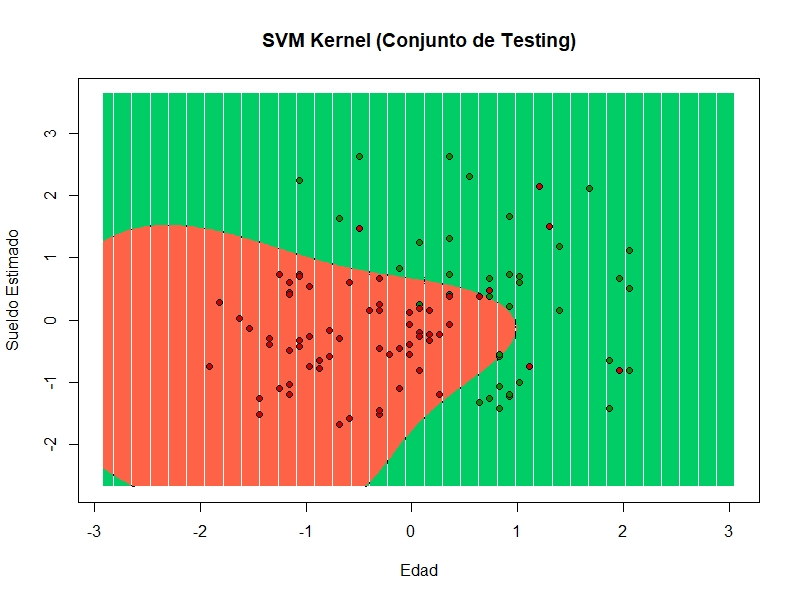 SVM Kernel (Conjunto de Testing)
3
2
1
0
-1
-2
Sueldo Estimado
-3 -2 -1 0 1 2 3
Edad